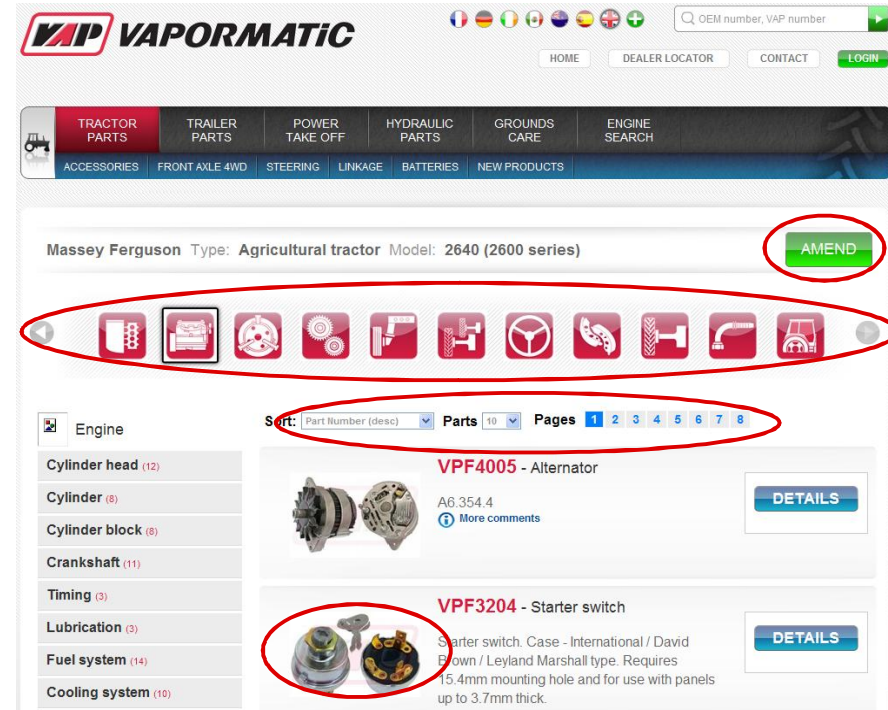 VAP VAPORMATiC
OEM number, VAP number
HOME DEALER LOCATOR CONTACT LOGIN
TRACTOR PARTS TRAILER PARTS POWER TAKE OFF HYDRAULIC PARTS GROUNDS CARE ENGINE SEARCH
ACCESSORIES FRONT AXLE 4WD STEERING LINKAGE BATTERIES NEW PRODUCTS
Massey Ferguson Type: Agricultural tractor Model: 2640 (2600 series)
AMEND
Sort: Part Number (desc) Parts 10 Pages 1 2 3 4 5 6 7 8
Engine
Cylinder head (12)
Cylinder (8)
Cylinder block (8)
Crankshaft (11)
Timing (3)
Lubrication (3)
Fuel system (14)
Cooling system (10)
VPF4005 - Alternator
A6.354.4
More comments
DETAILS
VPF3204 - Starter switch
Starter switch. Case - International / David
Brown / Leyland Marshall type. Requires
15.4mm mounting hole and for use with panels
up to 3.7mm thick.
DETAILS